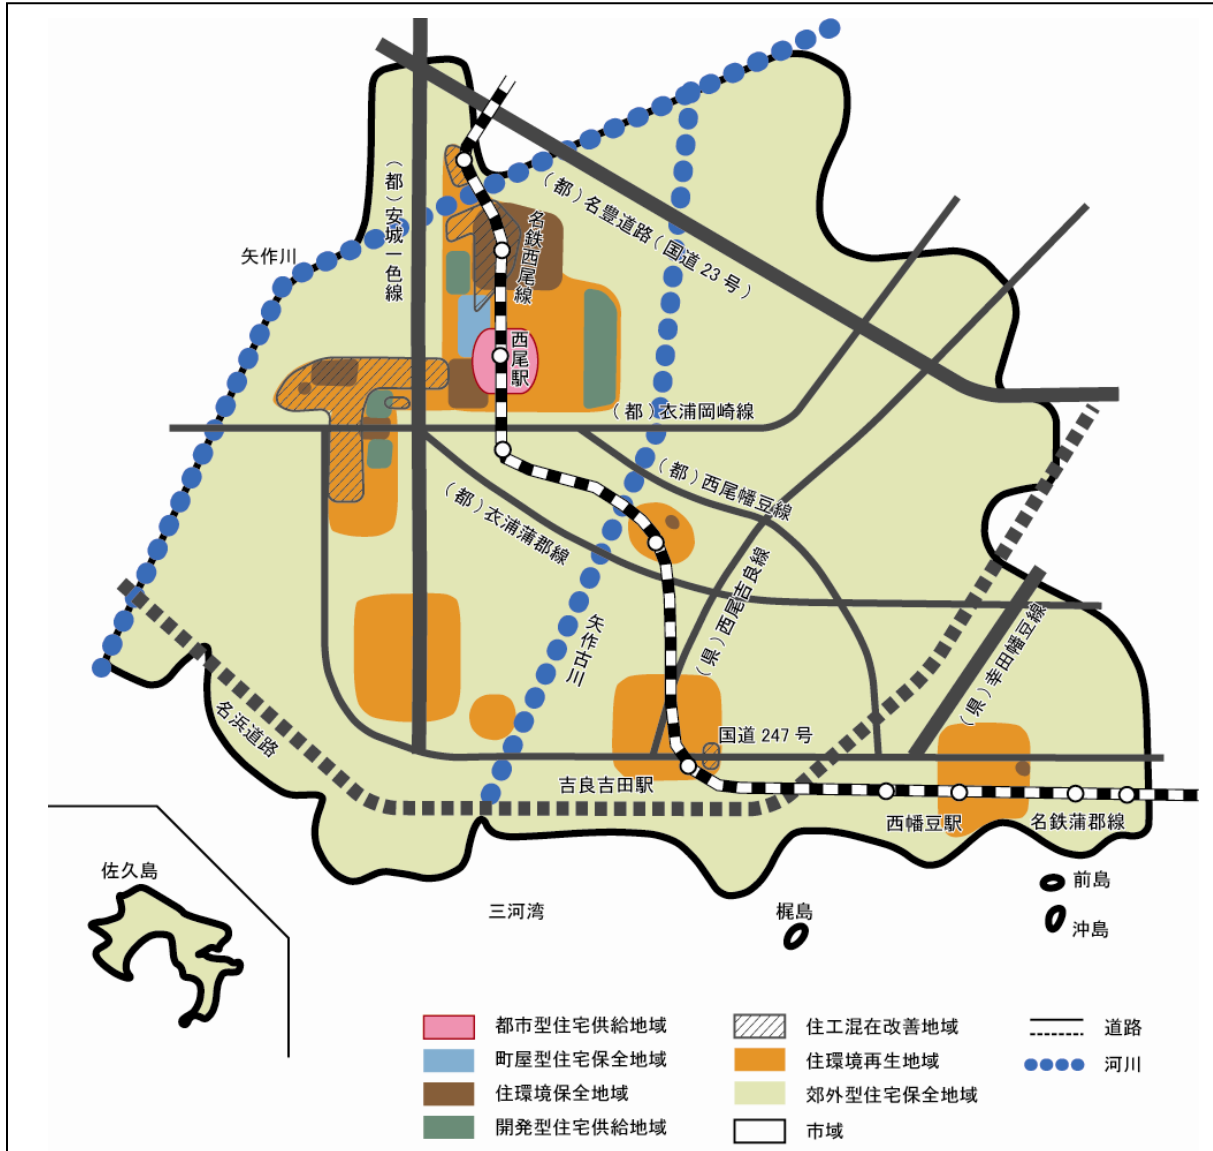 （都）安城一色線
名鉄西尾線
（都）名豊道路（国道23号）
矢作川
西尾駅
（都）衣浦岡崎線
（都）西尾幡豆線
（都）衣浦蒲郡線
（県）西尾吉良線
矢作古川
（県）幸田幡豆線
名浜道路
国道247号
吉良吉田駅
西幡豆駅
名鉄蒲郡線
佐久島
三河湾
梶島
前島
沖島
都市型住宅供給地域
町屋型住宅保全地域
住環境保全地域
開発型住宅供給地域
住工混在改善地域
住環境再生地域
郊外型住宅保全地域
市域
道路
河川